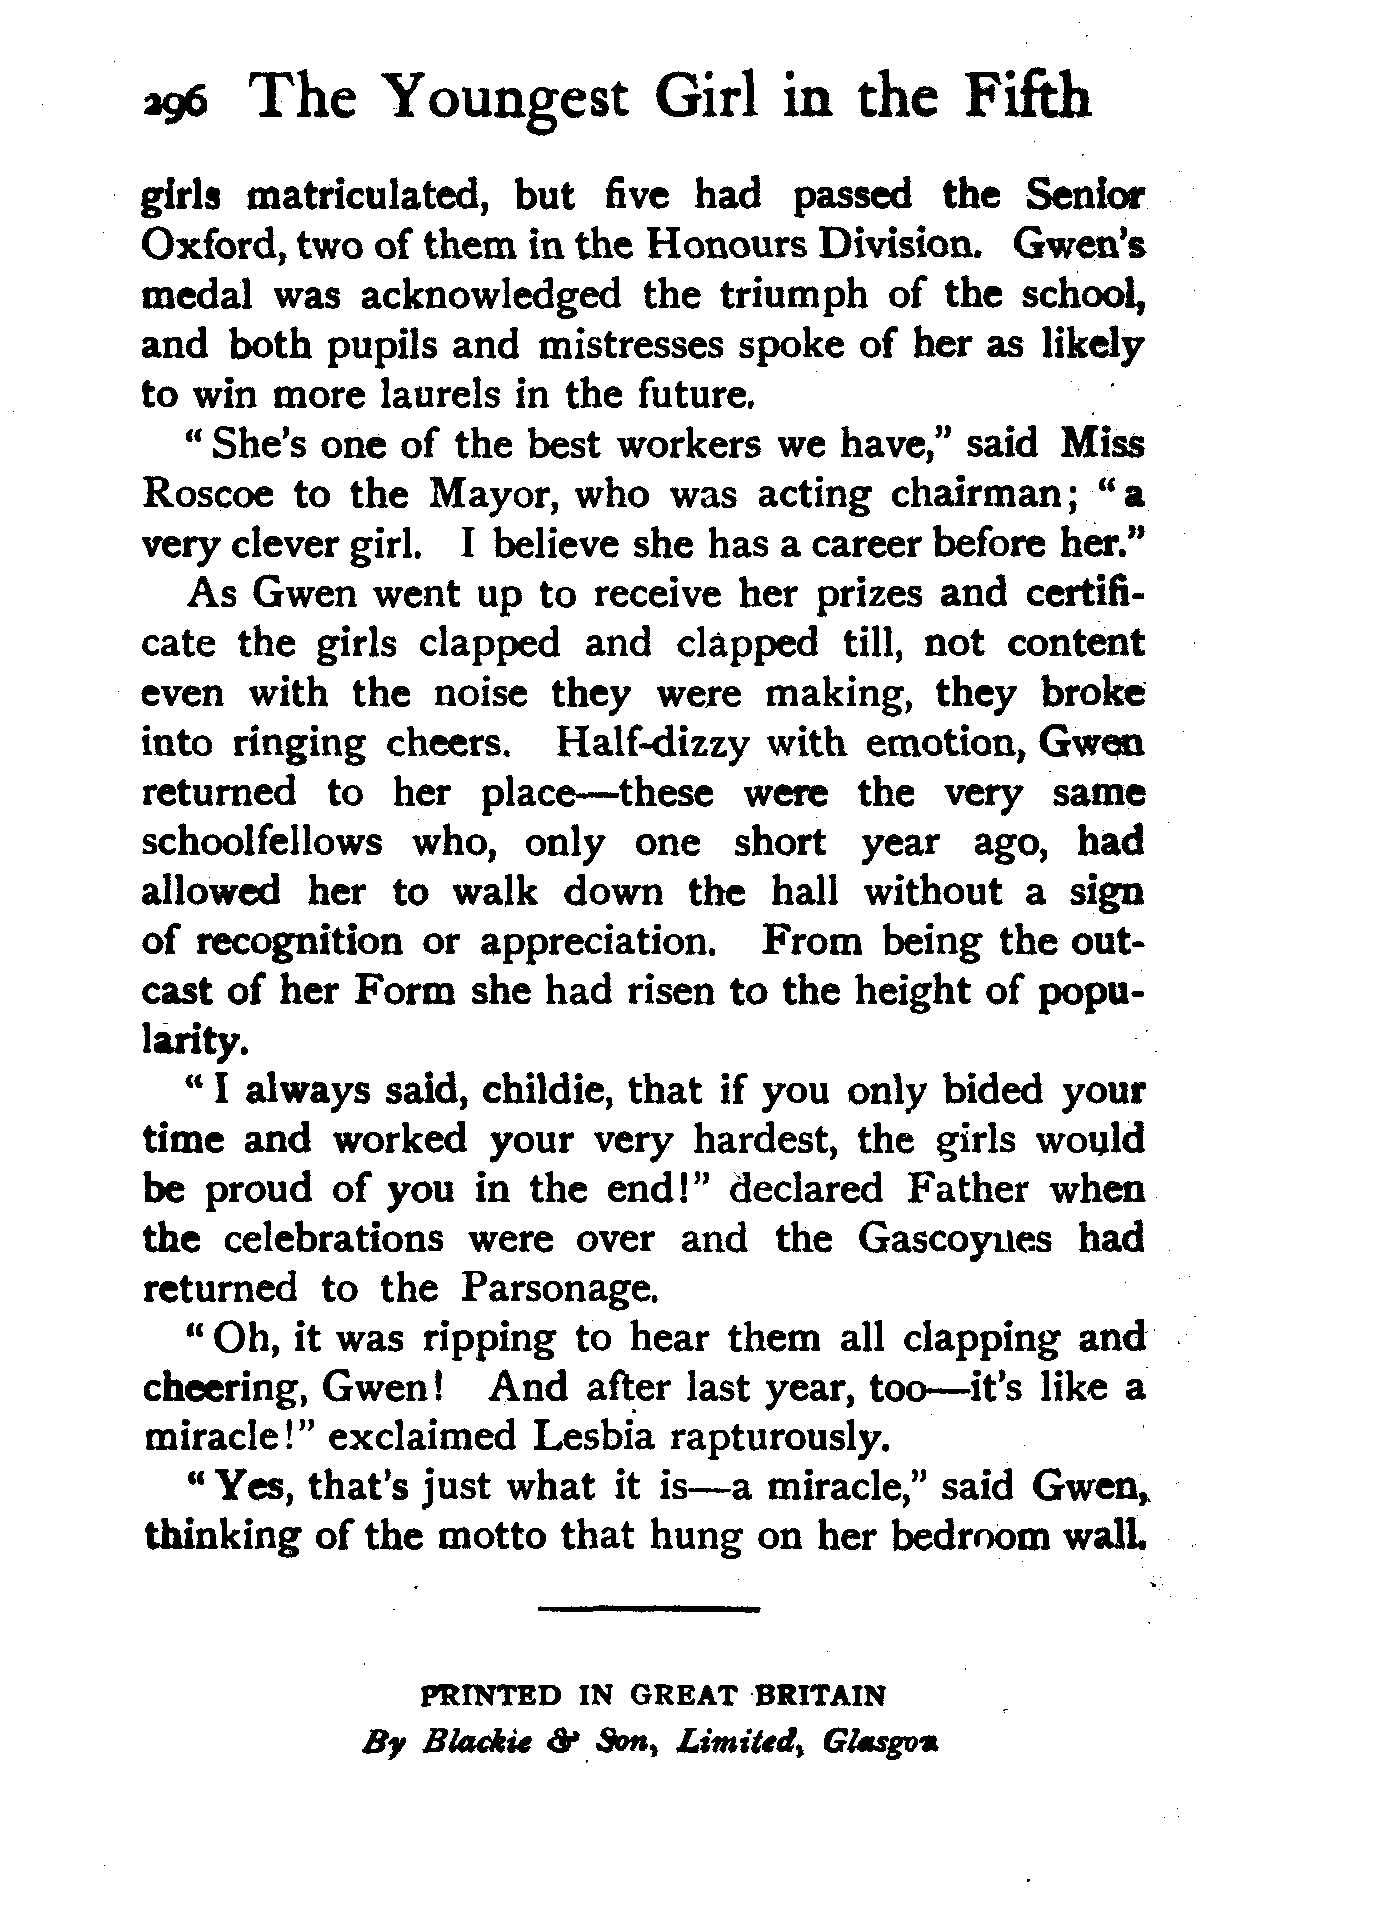 296 The Youngest Girl in the Fifth
girls matriculated, but five had passed the Senior
Oxford, two of them in the Honours Division. Gwen's
medal was acknowledged the triumph of the school,
and both pupils and mistresses spoke of her as likely
to win more laurels in the future.
"She's one of the best workers we have," said Miss
Roscoe to the Mayor, who was acting chairman; "a
very clever girl. I believe she has a career before her."
As Gwen went up to receive her prizes and certifi-
cate the girls clapped and clapped till, not content
even with the noise they were making, they broke
into ringing cheers. Half-dizzy with emotion, Gwen
returned to her place—these were the very same
schoolfellows who, only one short year ago, had
allowed her to walk down the hall without a sign
of recognition or appreciation. From being the out-
cast of her Form she had risen to the height of popu-
larity.
"I always said, childie, that if you only bided your
time and worked your very hardest, the girls would
be proud of you in the end!" declared Father when
the celebrations were over and the Gascoynes had
returned to the Parsonage.
"Oh, it was ripping to hear them all clapping and
cheering, Gwen! And after last year, too—it's like a
miracle!" exclaimed Lesbia rapturously.
"Yes, that's just what it is—a miracle," said Gwen,
thinking of the motto that hung on her bedroom wall.
PRINTED IN GREAT BRITAIN
By Blackie & Son, Limited, Glasgow